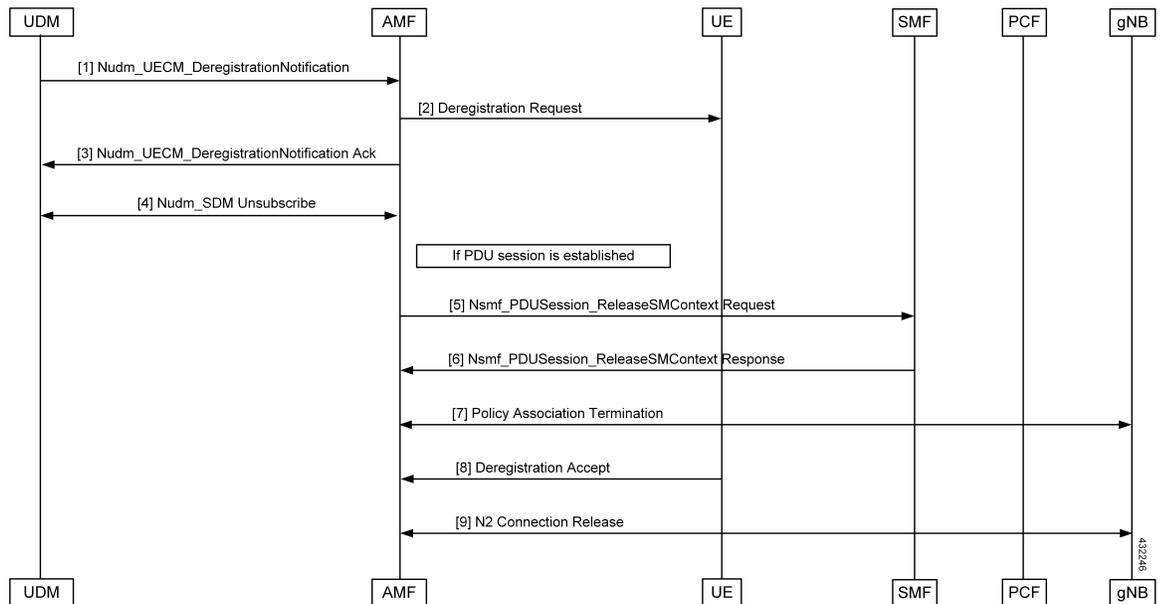 UDM AMF UE SMF PCF gNB
[1] Nudm_UECM_DeregistrationNotification
[2] Deregistration Request
[3] Nudm_UECM_DeregistrationNotification Ack
[4] Nudm_SDM Unsubscribe
If PDU session is established
[5] Nsmf_PDUSession_ReleaseSMContext Request
[6] Nsmf_PDUSession_ReleaseSMContext Response
[7] Policy Association Termination
[8] Deregistration Accept
[9] N2 Connection Release
432246
UDM AMF UE SMF PCF gNB